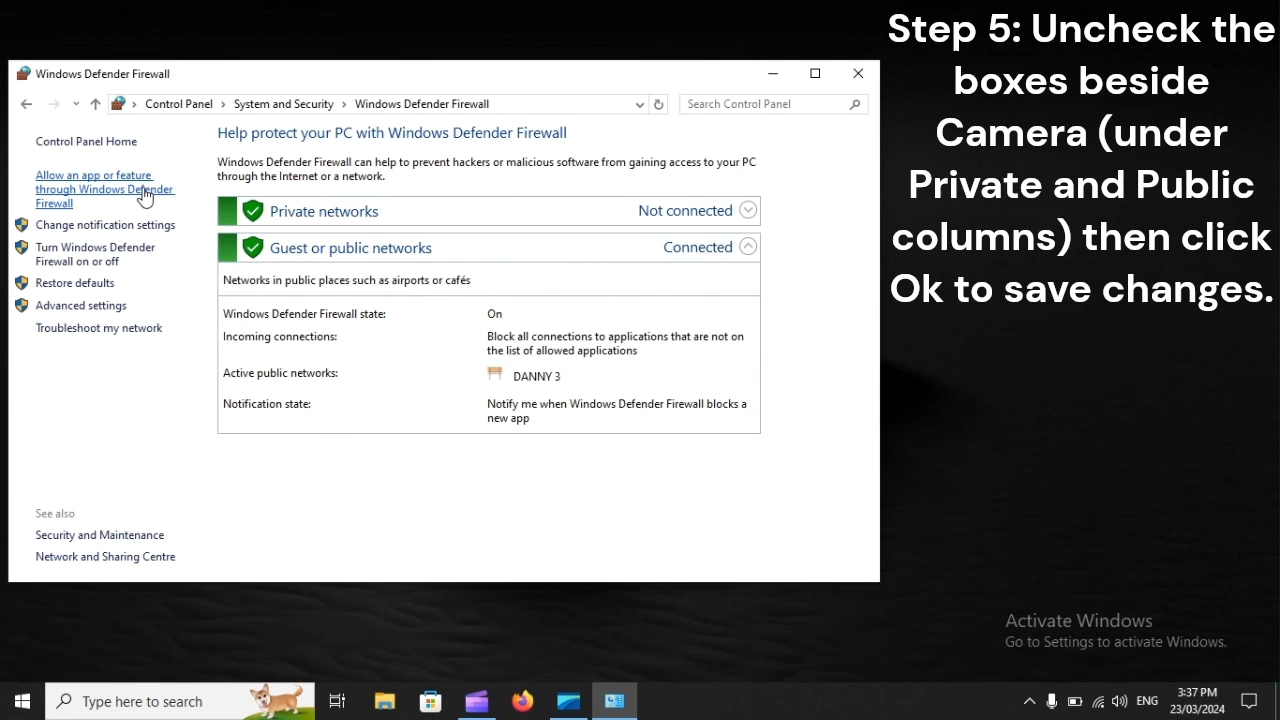 Step 5: Uncheck the
boxes beside
Camera (under
Private and Public
columns) then click
Ok to save changes.
Windows Defender Firewall
Control Panel
System and Security
Windows Defender Firewall
Search Control Panel
Control Panel Home
Allow an app or feature
through Windows Defender
Firewall
Change notification settings
Turn Windows Defender
Firewall on or off
Restore defaults
Advanced settings
Troubleshoot my network
See also
Security and Maintenance
Network and Sharing Centre
Help protect your PC with Windows Defender Firewall
Windows Defender Firewall can help to prevent hackers or malicious software from gaining access to your PC
through the Internet or a network.
Private networks
Not connected
Guest or public networks
Connected
Networks in public places such as airports or cafés
Windows Defender Firewall state:
On
Incoming connections:
Block all connections to applications that are not on
the list of allowed applications
Active public networks:
DANNY 3
Notification state:
Notify me when Windows Defender Firewall blocks a
new app
Activate Windows
Go to Settings to activate Windows.
Type here to search
ENG
3:37 PM
23/03/2024